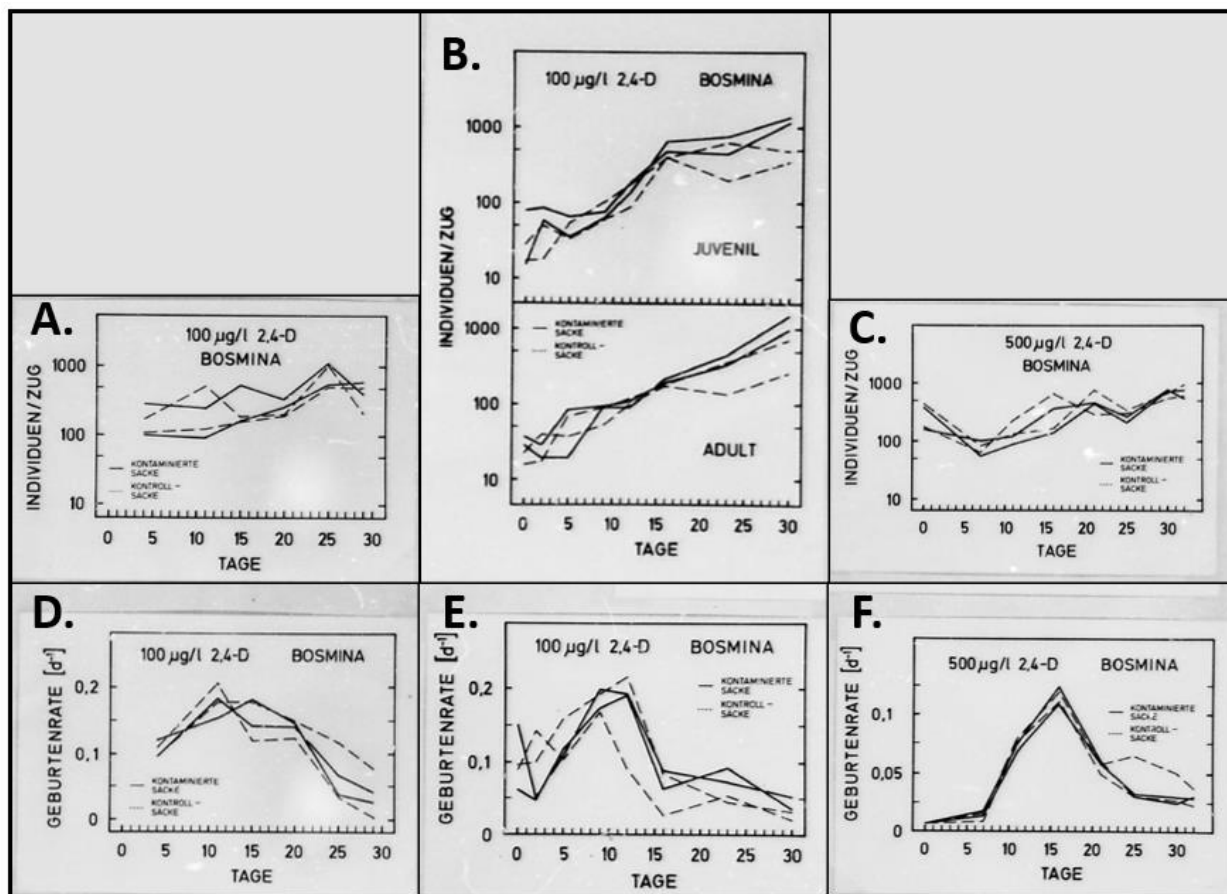 A.
100 µg/l 2,4-D
BOSMINA
INDIVIDUEN/ZUG
1000
100
10
KONTAMINIERTE
SÄCKE
KONTROLL-
SÄCKE
0 5 10 15 20 25 30
TAGE
B.
100 µg/l 2,4-D BOSMINA
INDIVIDUEN/ZUG
1000
100
10
JUVENIL
INDIVIDUEN/ZUG
1000
100
10
KONTAMINIERTE
SÄCKE
KONTROLL-
SÄCKE
ADULT
0 5 10 15 20 25 30
TAGE
C.
500 µg/l 2,4-D
BOSMINA
INDIVIDUEN/ZUG
1000
100
10
KONTAMINIERTE
SÄCKE
KONTROLL-
SÄCKE
0 5 10 15 20 25 30
TAGE
D.
100 µg/l 2,4-D BOSMINA
GEBURTENRATE [d⁻¹]
0,2
0,1
0
KONTAMINIERTE
SÄCKE
KONTROLL-
SÄCKE
0 5 10 15 20 25 30
TAGE
E.
100 µg/l 2,4-D BOSMINA
GEBURTENRATE [d⁻¹]
0,2
0,1
0
KONTAMINIERTE
SÄCKE
KONTROLL-
SÄCKE
0 5 10 15 20 25 30
TAGE
F.
500 µg/l 2,4-D BOSMINA
GEBURTENRATE [d⁻¹]
0,1
0,05
0
KONTAMINIERTE
SÄCKE
KONTROLL-
SÄCKE
0 5 10 15 20 25 30
TAGE